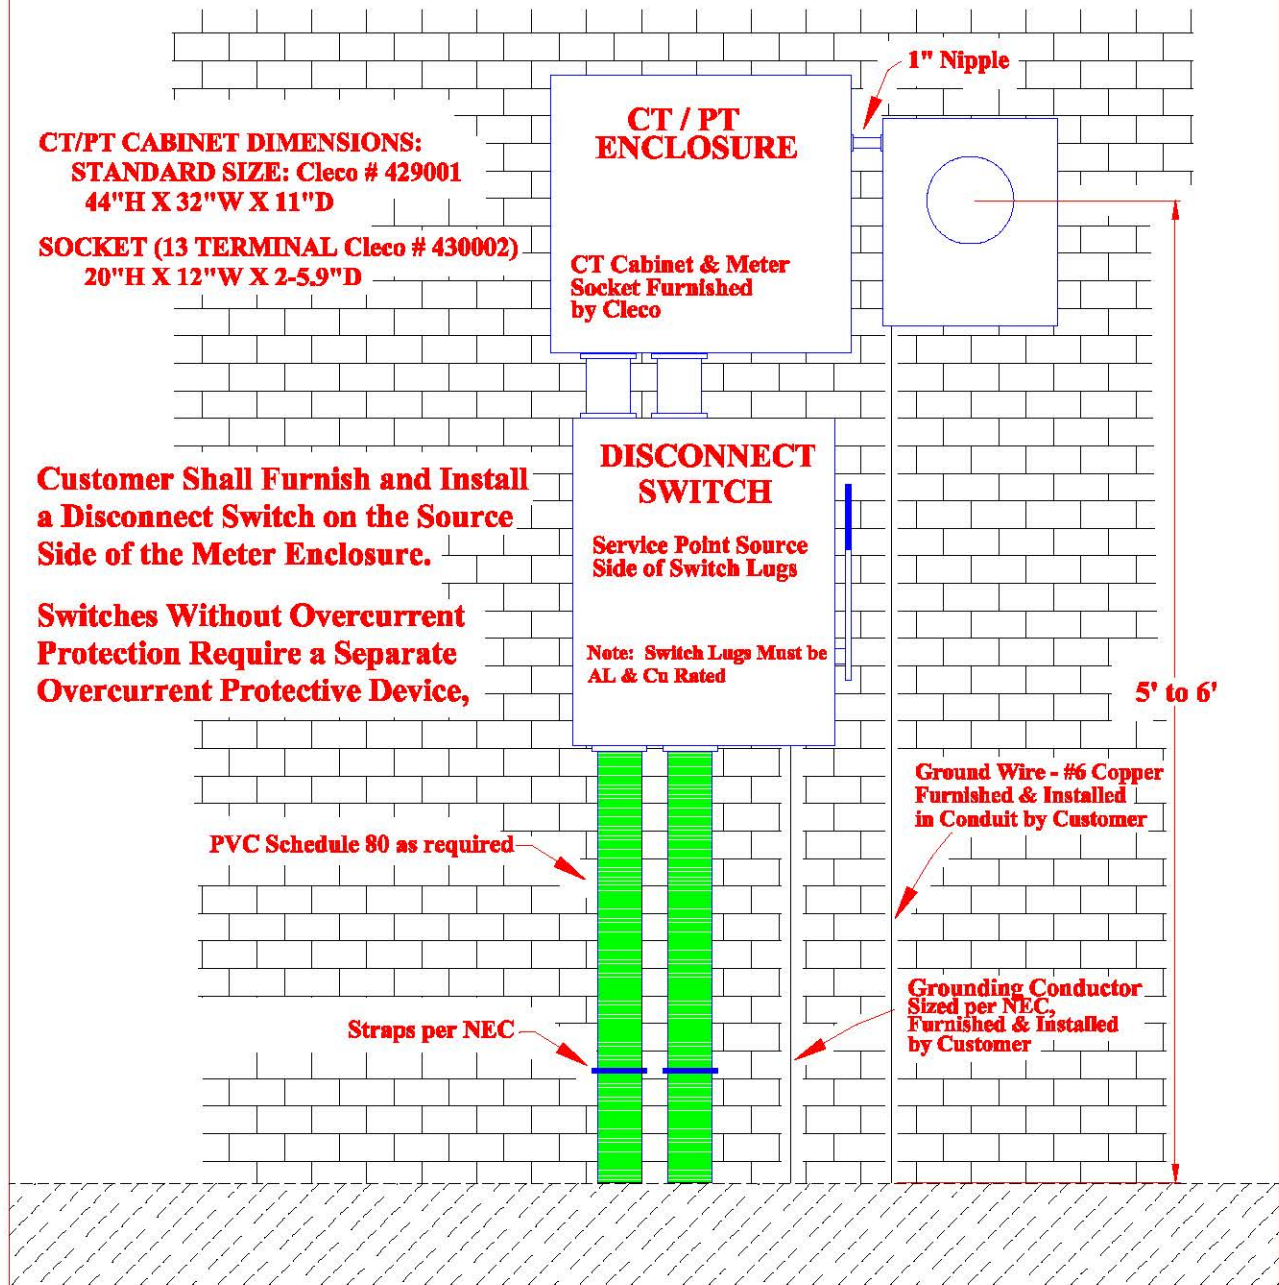 1" Nipple
CT / PT
ENCLOSURE
CT/PT CABINET DIMENSIONS:
STANDARD SIZE: Cleco # 429001
44"H X 32"W X 11"D
SOCKET (13 TERMINAL Cleco # 430002)
20"H X 12"W X 2-5.9"D
CT Cabinet & Meter
Socket Furnished
by Cleco
DISCONNECT
SWITCH
Customer Shall Furnish and Install
a Disconnect Switch on the Source
Side of the Meter Enclosure.
Service Point Source
Side of Switch Lugs
Switches Without Overcurrent
Protection Require a Separate
Overcurrent Protective Device,
Note: Switch Lugs Must be
AL & Cu Rated
5' to 6'
Ground Wire - #6 Copper
Furnished & Installed
in Conduit by Customer
PVC Schedule 80 as required
Grounding Conductor
Sized per NEC,
Furnished & Installed
by Customer
Straps per NEC